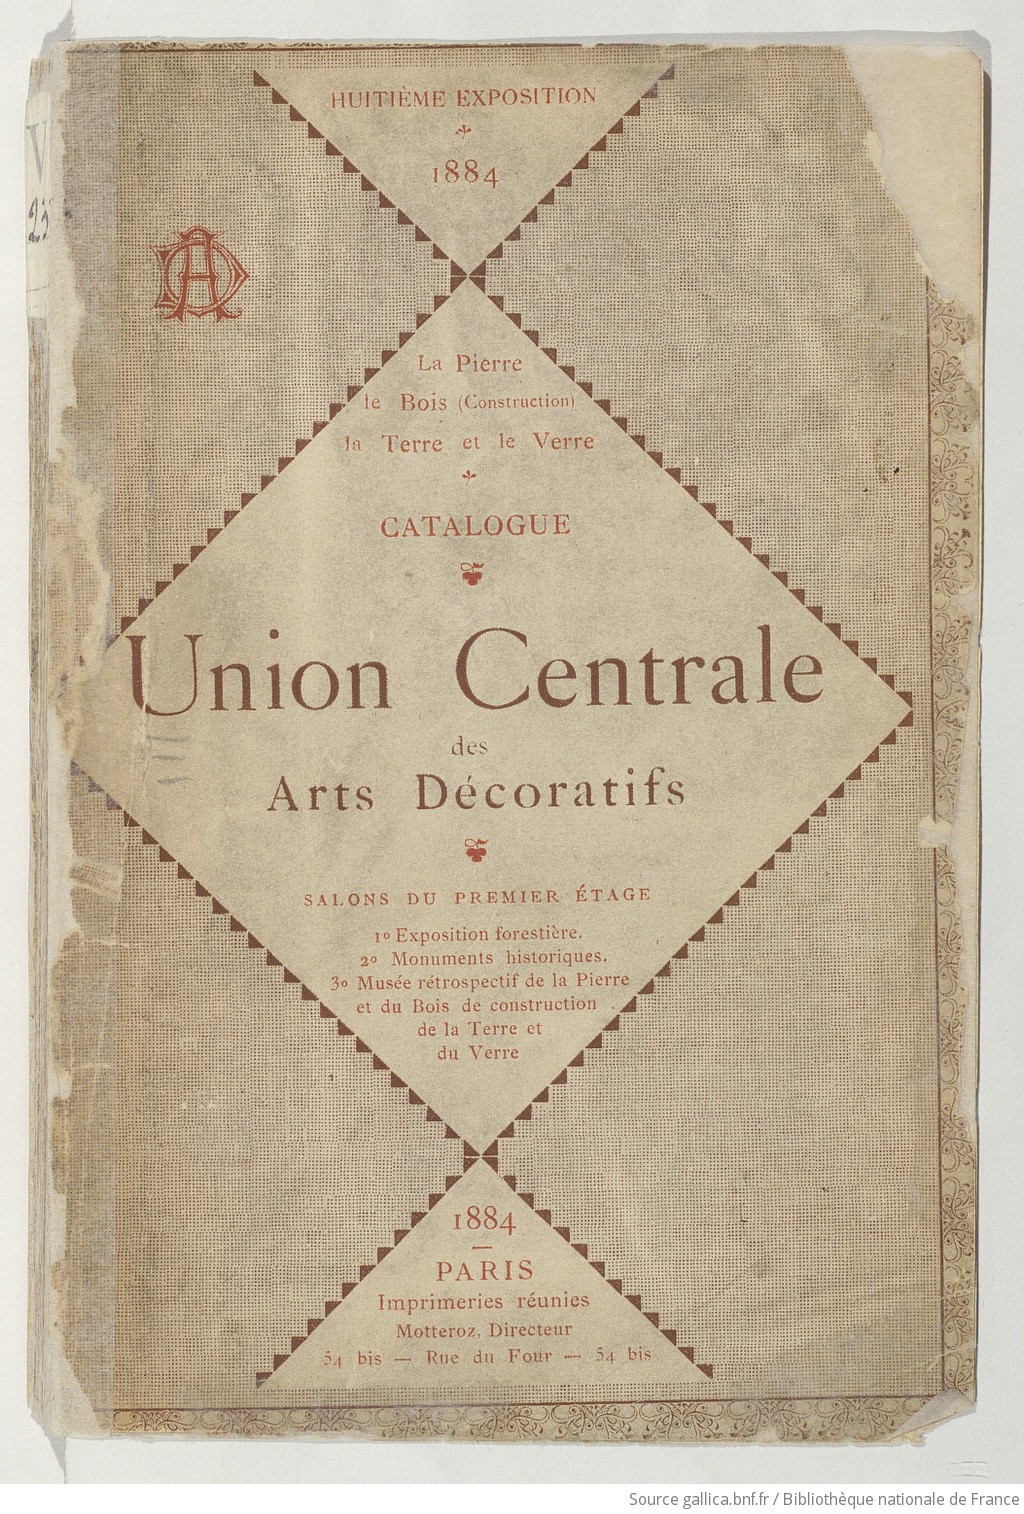 HUITIÈME EXPOSITION
1884
La Pierre
le Bois (Construction)
la Terre et le Verre
CATALOGUE
Union Centrale
des
Arts Décoratifs
SALONS DU PREMIER ÉTAGE
1º Exposition forestière.
2º Monuments historiques.
3º Musée rétrospectif de la Pierre
et du Bois de construction
de la Terre et
du Verre
1884
—
PARIS
Imprimeries réunies
Motteroz, Directeur
54 bis — Rue du Four — 54 bis
V
Source gallica.bnf.fr / Bibliothèque nationale de France